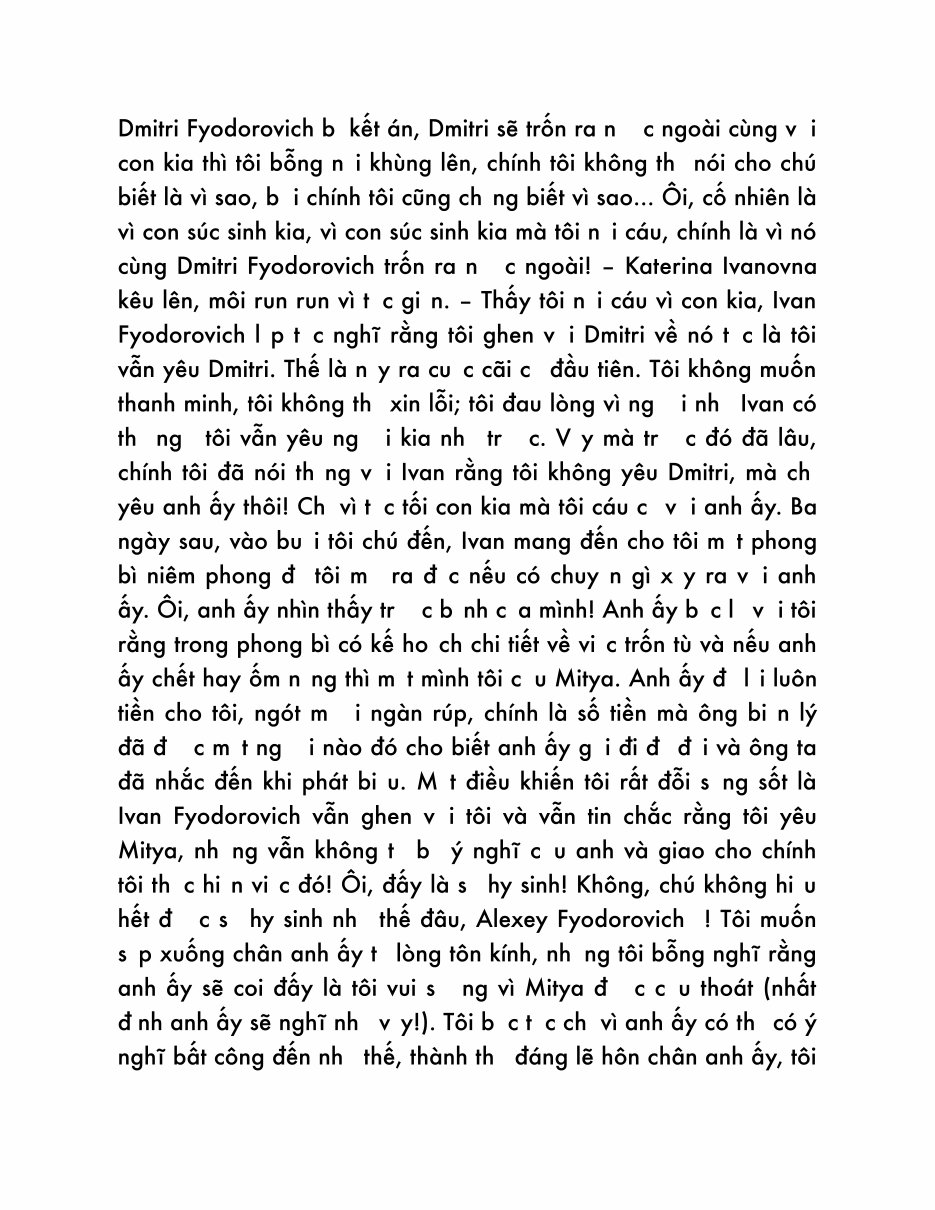 Dmitri Fyodorovich b kết án, Dmitri sẽ trốn ra n c ngoài cùng v i
con kia thì tôi bỗng n i khùng lên, chính tôi không th nói cho chú
biết là vì sao, b i chính tôi cũng ch ng biết vì sao... Ôi, cố nhiên là
vì con súc sinh kia, vì con súc sinh kia mà tôi n i cáu, chính là vì nó
cùng Dmitri Fyodorovich trốn ra n c ngoài! – Katerina Ivanovna
kêu lên, môi run run vì t c gi n. – Thấy tôi n i cáu vì con kia, Ivan
Fyodorovich l p t c nghĩ rằng tôi ghen v i Dmitri về nó t c là tôi
vẫn yêu Dmitri. Thế là n y ra cu c cãi c đầu tiên. Tôi không muốn
thanh minh, tôi không th xin lỗi; tôi đau lòng vì ng i nh Ivan có
th ng tôi vẫn yêu ng i kia nh tr c. V y mà tr c đó đã lâu,
chính tôi đã nói th ng v i Ivan rằng tôi không yêu Dmitri, mà ch
yêu anh ấy thôi! Ch vì t c tối con kia mà tôi cáu c v i anh ấy. Ba
ngày sau, vào bu i tôi chú đến, Ivan mang đến cho tôi m t phong
bì niêm phong đ tôi m ra đ c nếu có chuy n gì x y ra v i anh
ấy. Ôi, anh ấy nhìn thấy tr c b nh c a mình! Anh ấy b c l v i tôi
rằng trong phong bì có kế ho ch chi tiết về vi c trốn tù và nếu anh
ấy chết hay ốm n ng thì m t mình tôi c u Mitya. Anh ấy đ l i luôn
tiền cho tôi, ngót m i ngàn rúp, chính là số tiền mà ông bi n lý
đã đ c m t ng i nào đó cho biết anh ấy g i đi đ đ i và ông ta
đã nhắc đến khi phát bi u. M t điều khiến tôi rất đỗi s ng sốt là
Ivan Fyodorovich vẫn ghen v i tôi và vẫn tin chắc rằng tôi yêu
Mitya, nh ng vẫn không t b ý nghĩ c u anh và giao cho chính
tôi th c hi n vi c đó! Ôi, đấy là s hy sinh! Không, chú không hi u
hết đ c s hy sinh nh thế đâu, Alexey Fyodorovich ! Tôi muốn
s p xuống chân anh ấy t lòng tôn kính, nh ng tôi bỗng nghĩ rằng
anh ấy sẽ coi đấy là tôi vui s ng vì Mitya đ c c u thoát (nhất
đ nh anh ấy sẽ nghĩ nh v y!). Tôi b c t c ch vì anh ấy có th có ý
nghĩ bất công đến nh thế, thành th đáng lẽ hôn chân anh ấy, tôi